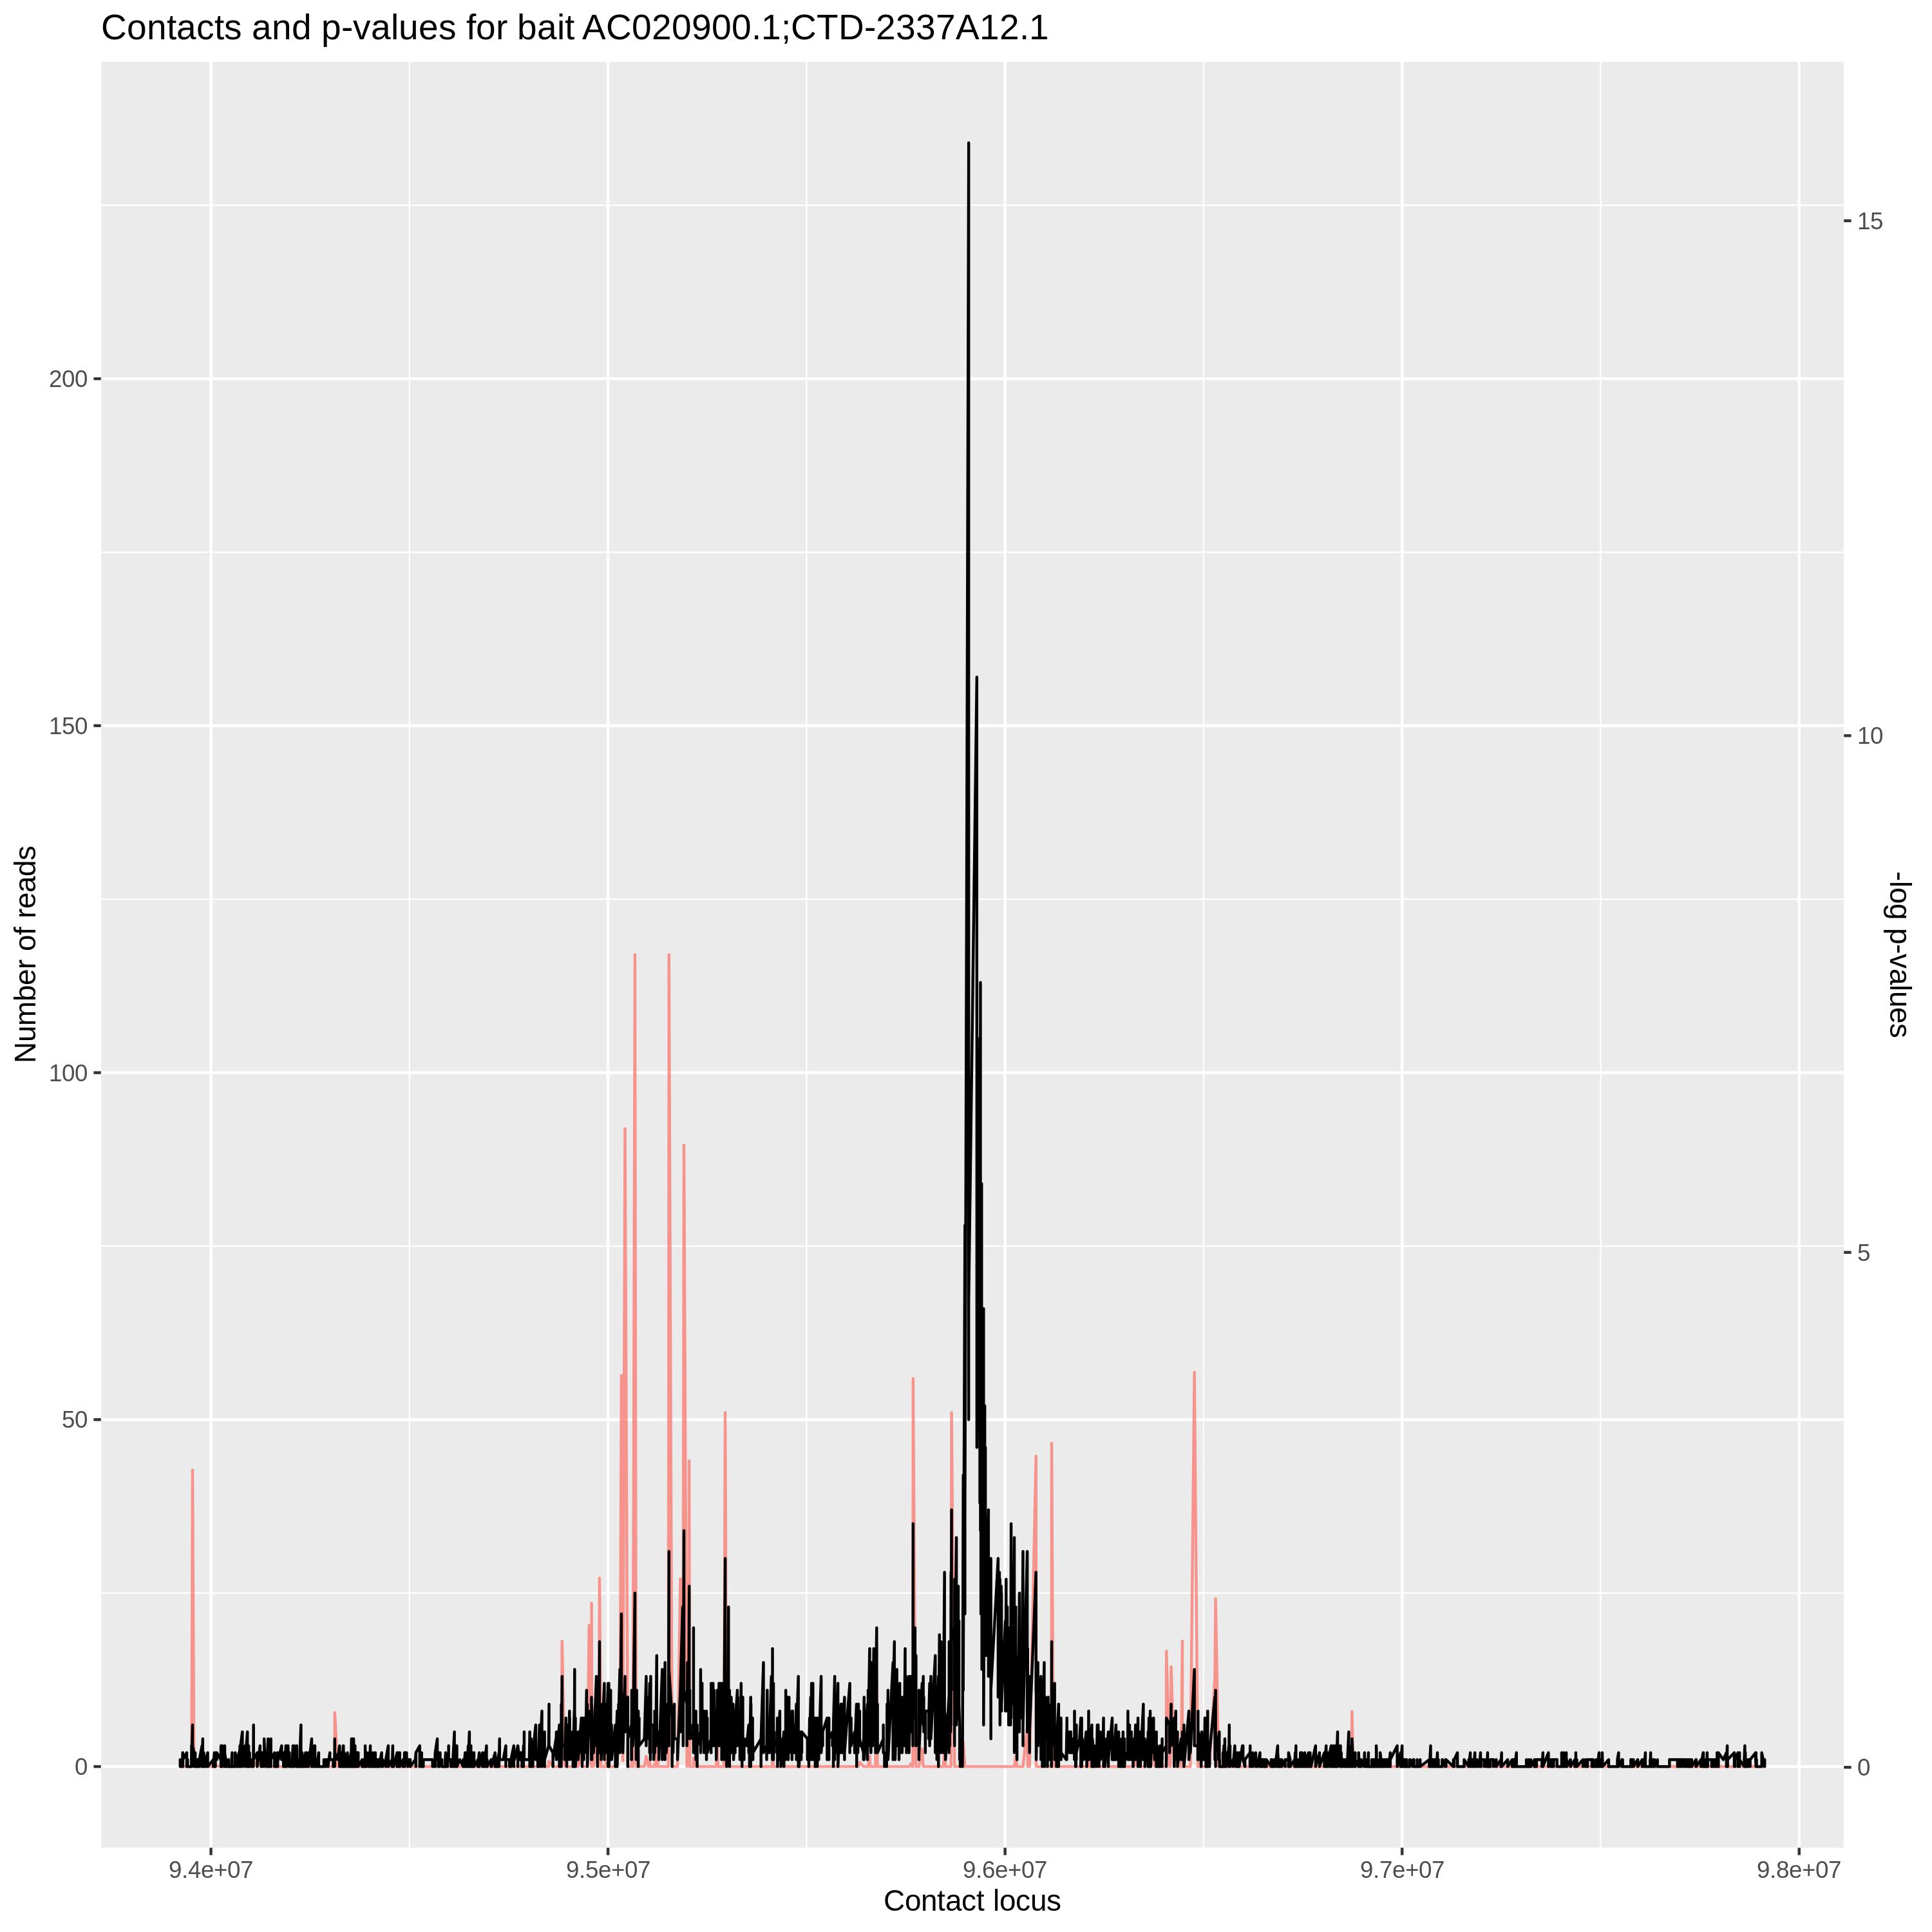 Contacts and p-values for bait AC020900.1;CTD-2337A12.1
Number of reads
200
150
100
50
0
15
10
5
0
-log p-values
9.4e+07
9.5e+07
9.6e+07
9.7e+07
9.8e+07
Contact locus